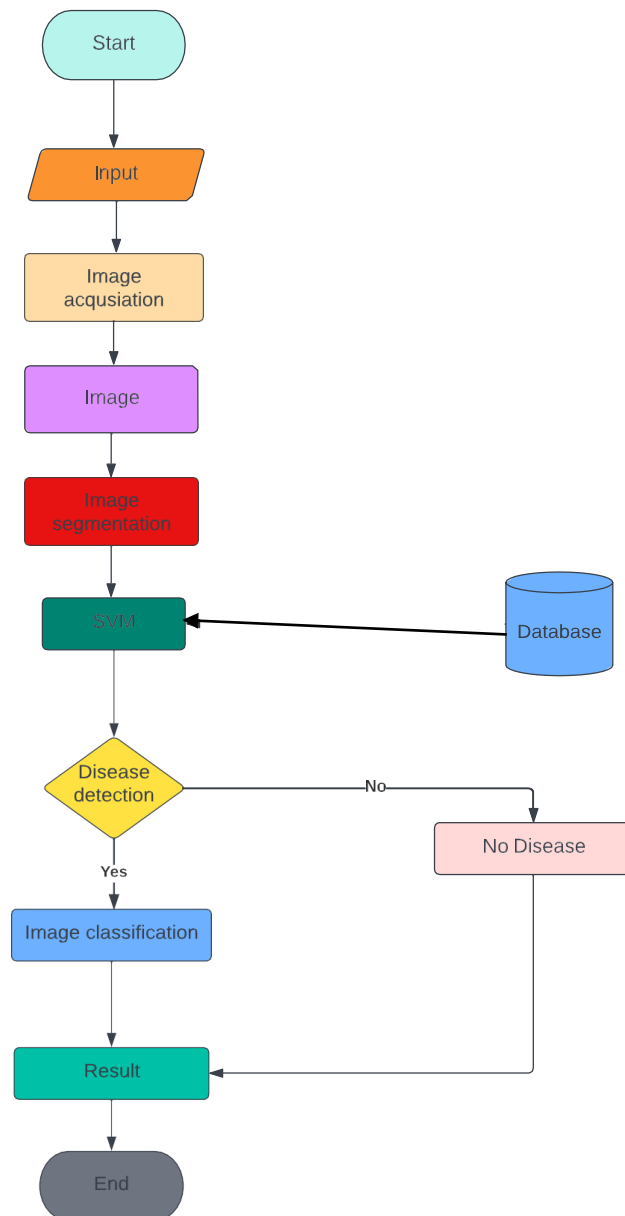 Start
Input
Image
acqusiation
Image
Image
segmentation
SVM
Database
Disease
detection
No
No Disease
Yes
Image classification
Result
End